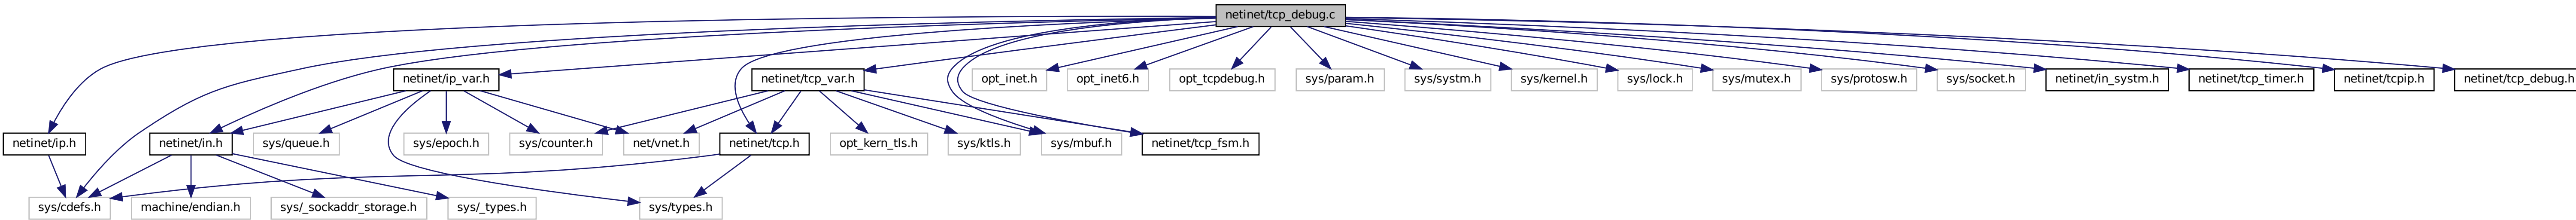 netinet/tcp_debug.c
netinet/ip_var.h
netinet/tcp_var.h
opt_inet.h
opt_inet6.h
opt_tcpdebug.h
sys/param.h
sys/systm.h
sys/kernel.h
sys/lock.h
sys/mutex.h
sys/protosw.h
sys/socket.h
netinet/in_systm.h
netinet/tcp_timer.h
netinet/tcpip.h
netinet/tcp_debug.h
netinet/ip.h
netinet/in.h
sys/queue.h
sys/epoch.h
sys/counter.h
net/vnet.h
netinet/tcp.h
opt_kern_tls.h
sys/ktls.h
sys/mbuf.h
netinet/tcp_fsm.h
sys/cdefs.h
machine/endian.h
sys/_sockaddr_storage.h
sys/_types.h
sys/types.h